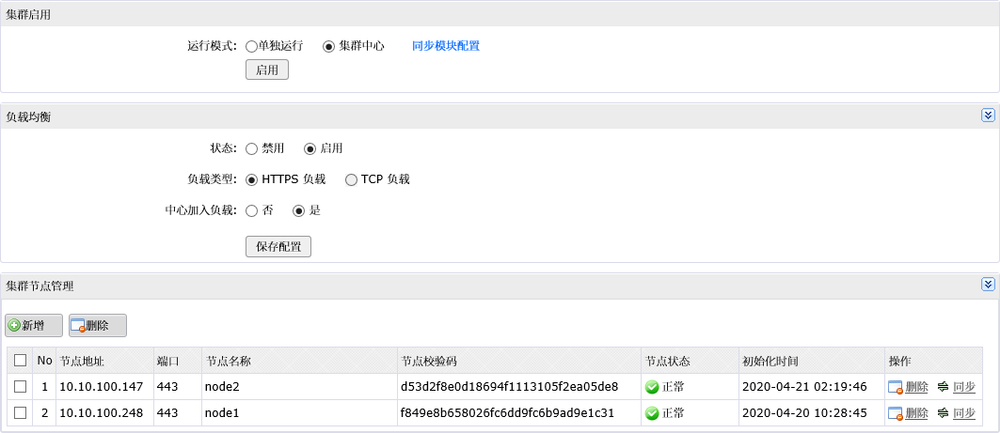 集群启用
运行模式: 单独运行 集群中心 同步模块配置
启用
负载均衡
状态: 禁用 启用
负载类型: HTTPS 负载 TCP 负载
中心加入负载: 否 是
保存配置
集群节点管理
新增 删除
No 节点地址 端口 节点名称 节点校验码 节点状态 初始化时间 操作
1 10.10.100.147 443 node2 d53d2f8e0d18694f1113105f2ea05de8 正常 2020-04-21 02:19:46 删除 同步
2 10.10.100.248 443 node1 f849e8b658026fc6dd9fc6b9ad9e1c31 正常 2020-04-20 10:28:45 删除 同步